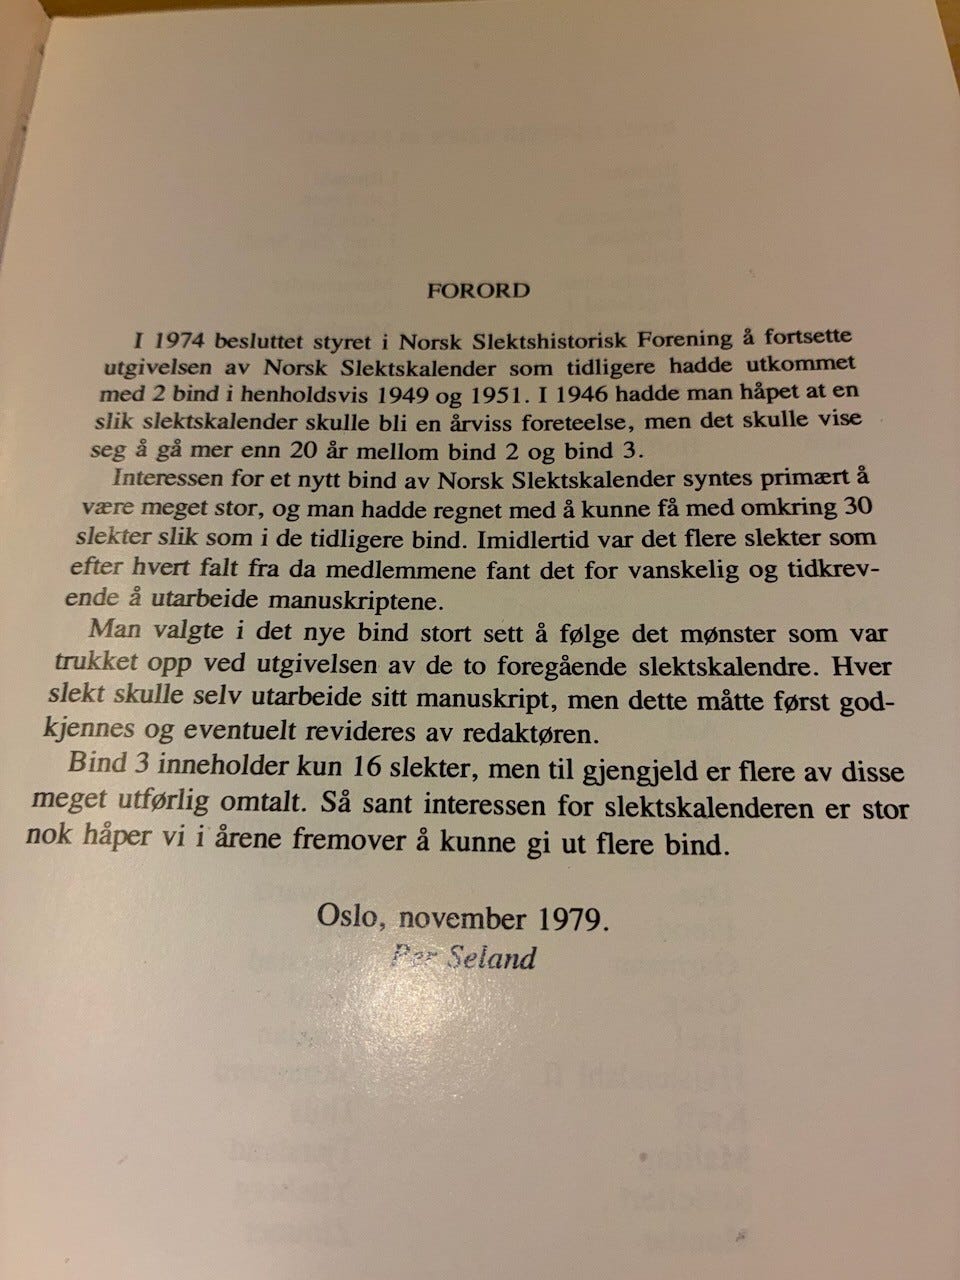 FORORD
I 1974 besluttet styret i Norsk Slektshistorisk Forening å fortsette
utgivelsen av Norsk Slektskalender som tidligere hadde utkommet
med 2 bind i henholdsvis 1949 og 1951. I 1946 hadde man håpet at en
slik slektskalender skulle bli en årviss foreteelse, men det skulle vise
seg å gå mer enn 20 år mellom bind 2 og bind 3.
Interessen for et nytt bind av Norsk Slektskalender syntes primært å
være meget stor, og man hadde regnet med å kunne få med omkring 30
slekter slik som i de tidligere bind. Imidlertid var det flere slekter som
efter hvert falt fra da medlemmene fant det for vanskelig og tidkrev-
ende å utarbeide manuskriptene.
Man valgte i det nye bind stort sett å følge det mønster som var
trukket opp ved utgivelsen av de to foregående slektskalendre. Hver
slekt skulle selv utarbeide sitt manuskript, men dette måtte først god-
kjennes og eventuelt revideres av redaktøren.
Bind 3 inneholder kun 16 slekter, men til gjengjeld er flere av disse
meget utførlig omtalt. Så sant interessen for slektskalenderen er stor
nok håper vi i årene fremover å kunne gi ut flere bind.
Oslo, november 1979.
Per Seland